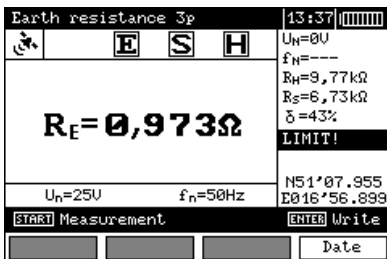 Earth resistance 3p 13:37
E S H
UN=0V
fN=---
RH=9,77kΩ
RS=6,73kΩ
δ=43%
LIMIT!
RE=0,973Ω
N51'07.955
E016'56.899
Un=25V fn=50Hz
START Measurement ENTER Write
Date